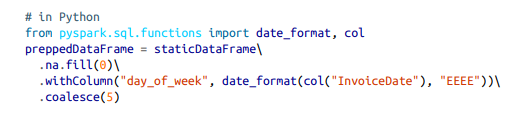 # in Python
from pyspark.sql.functions import date_format, col
preppedDataFrame = staticDataFrame\
.na.fill(0)\
.withColumn("day_of_week", date_format(col("InvoiceDate"), "EEEE"))\
.coalesce(5)